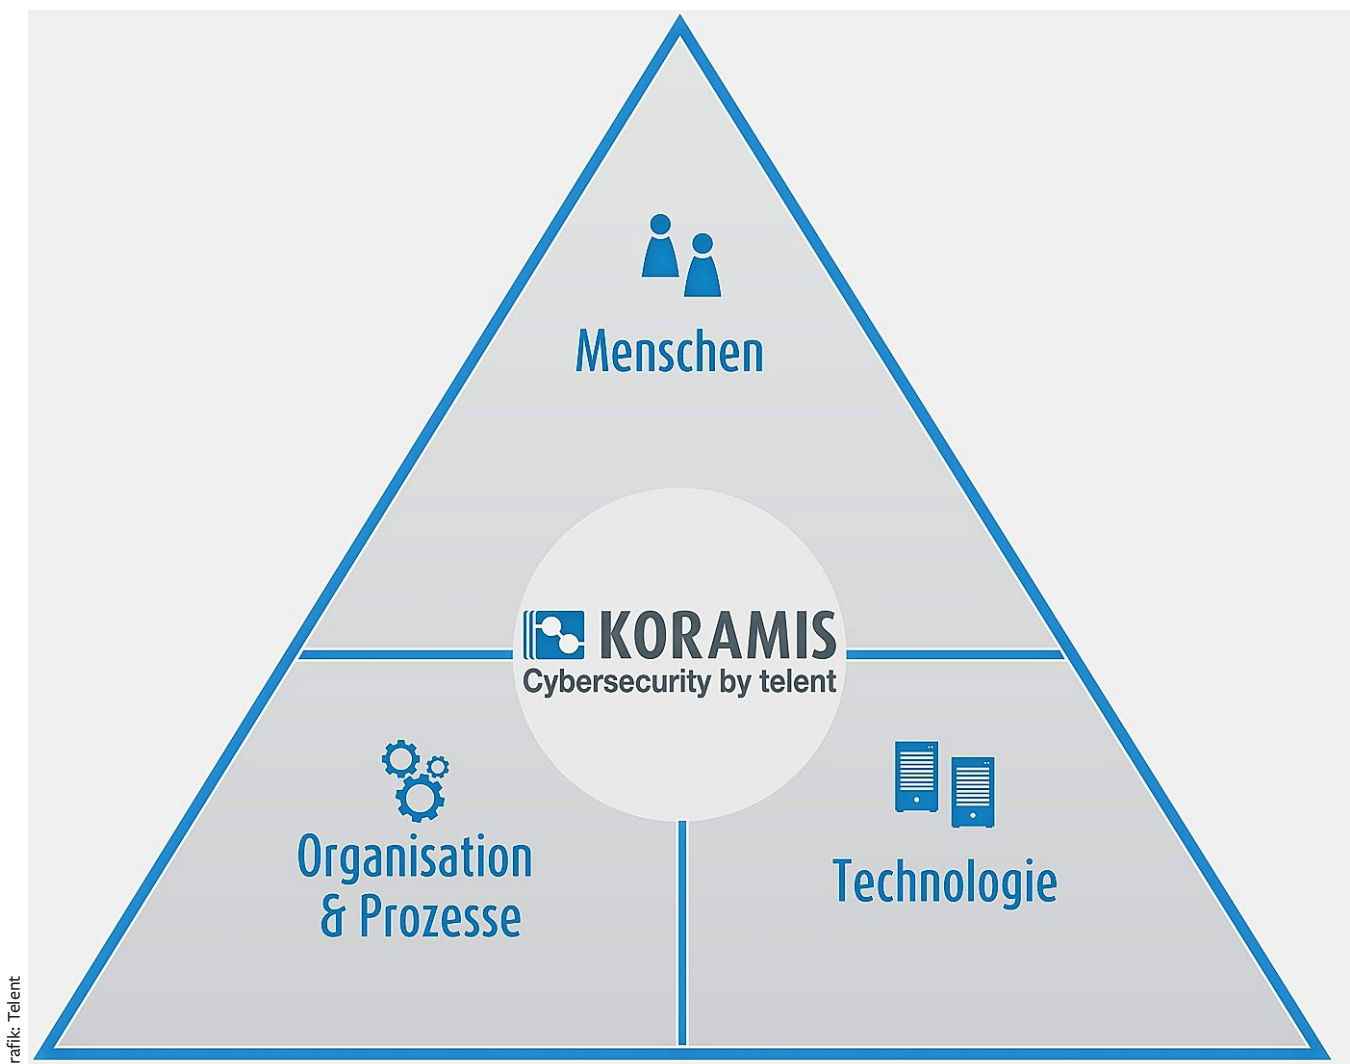 Menschen
KORAMIS
Cybersecurity by telent
Organisation
& Prozesse
Technologie
rafik: Telent